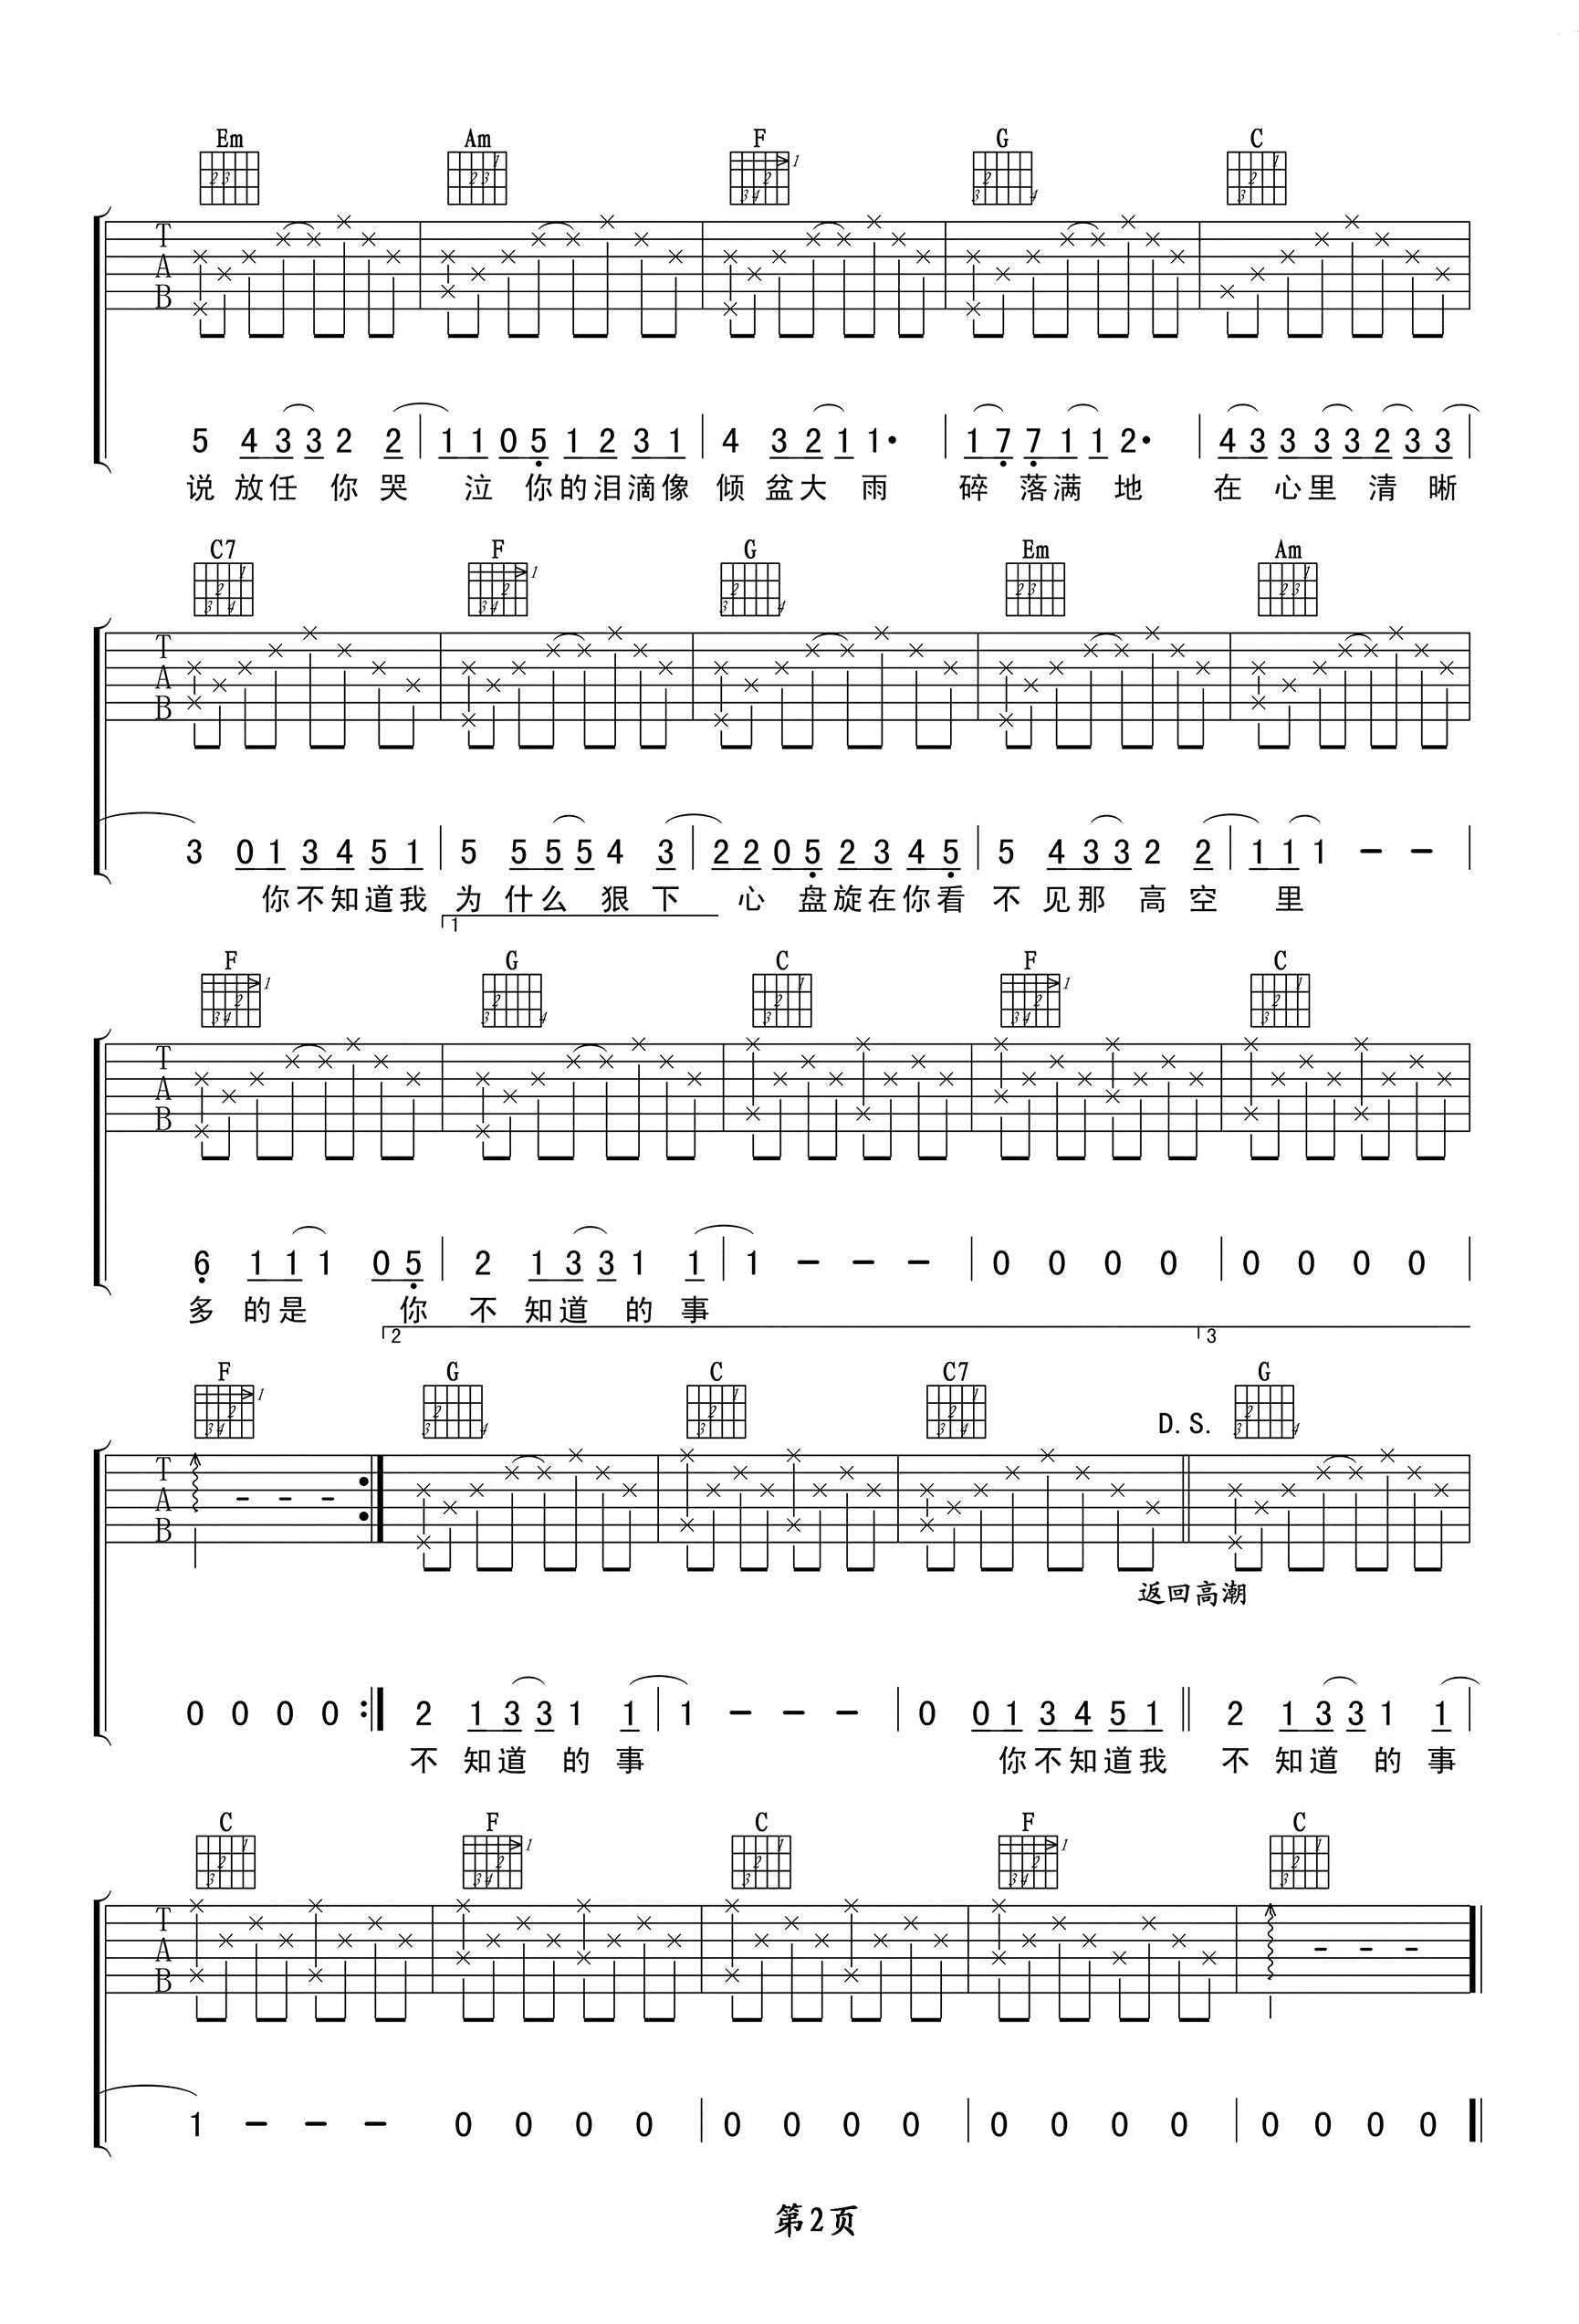 Em Am F G C
T A B
5 4 3 3 2 2 | 1 1 0 5 1 2 3 1 | 4 3 2 1 1· | 1 7 7 1 1 2· | 4 3 3 3 3 2 3 3 |
说 放任 你 哭 泣 你的泪滴像 倾 盆大 雨 碎 落满 地 在 心里 清 晰
C7 F G Em Am
T A B
3 0 1 3 4 5 1 | 5 5 5 5 4 3 | 2 2 0 5 2 3 4 5 | 5 4 3 3 2 2 | 1 1 1 - - |
你不知道我 为 什么 狠 下 心 盘旋在你看 不 见那 高 空 里
1
F G C F C
T A B
6 1 1 1 0 5 | 2 1 3 3 1 1 | 1 - - - | 0 0 0 0 | 0 0 0 0 |
多 的是 你 不 知道 的 事
2 3
F G C C7 D.S. G
T A B
返回高潮
0 0 0 0 :| 2 1 3 3 1 1 | 1 - - - | 0 0 1 3 4 5 1 || 2 1 3 3 1 1 |
不 知道 的 事 你不知道我 不 知道 的 事
C F C F C
T A B
1 - - - 0 0 0 0 | 0 0 0 0 | 0 0 0 0 | 0 0 0 0
第2页